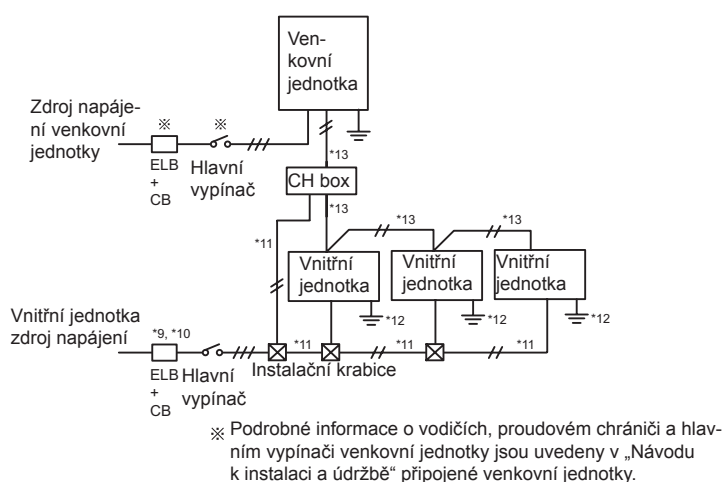 Ven-
kovní
jednotka
Zdroj napáje-
ní venkovní
jednotky
※ ※
ELB
+
CB
Hlavní
vypínač
*13
CH box
*13
*11
*13
*13
Vnitřní
jednotka
Vnitřní
jednotka
Vnitřní
jednotka
*12
*12
*12
Vnitřní jednotka
zdroj napájení
*9, *10
ELB
+
CB
Hlavní
vypínač
*11
*11
*11
Instalační krabice
※ Podrobné informace o vodičích, proudovém chrániči a hlav-
ním vypínači venkovní jednotky jsou uvedeny v „Návodu
k instalaci a údržbě“ připojené venkovní jednotky.